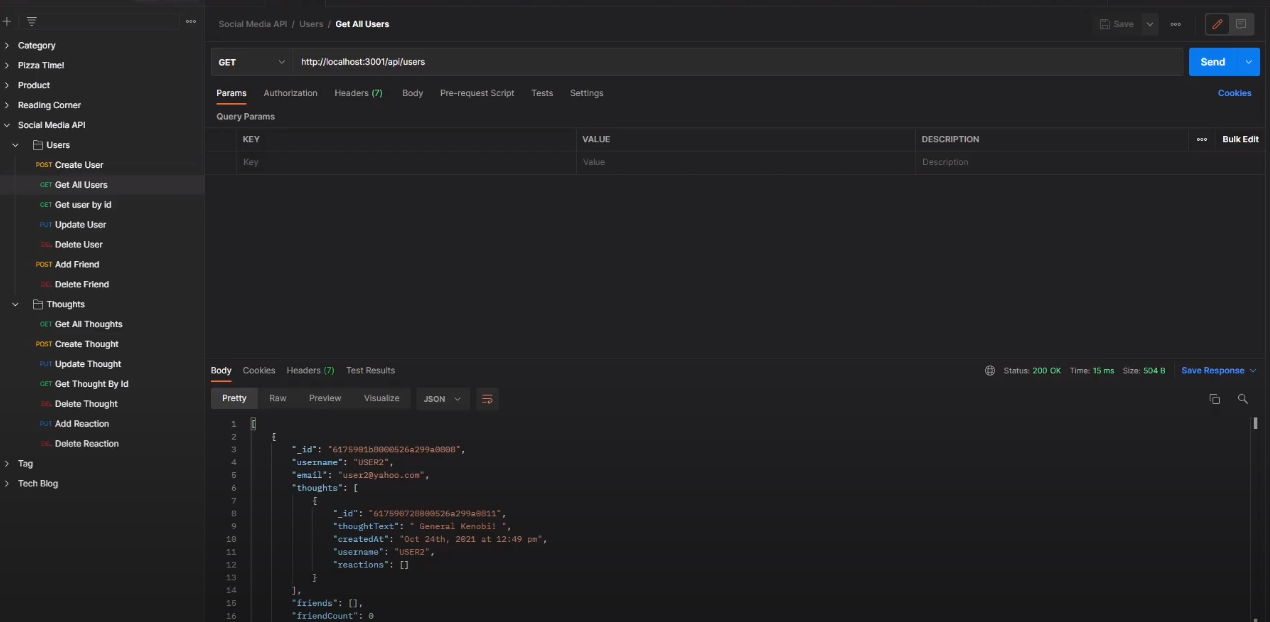 Social Media API / Users / Get All Users
Save
GET
http://localhost:3001/api/users
Send
Params Authorization Headers (7) Body Pre-request Script Tests Settings
Cookies
Query Params
KEY VALUE DESCRIPTION
Bulk Edit
Key Value Description
Category
Pizza Time!
Product
Reading Corner
Social Media API
Users
POST Create User
GET Get All Users
GET Get user by id
PUT Update User
DEL Delete User
POST Add Friend
DEL Delete Friend
Thoughts
GET Get All Thoughts
POST Create Thought
PUT Update Thought
GET Get Thought By Id
DEL Delete Thought
PUT Add Reaction
DEL Delete Reaction
Tag
Tech Blog
Body Cookies Headers (7) Test Results
Status: 200 OK Time: 15 ms Size: 504 B
Save Response
Pretty Raw Preview Visualize JSON
1 [
2 {
3 "_id": "6175901b8000526a299a0808",
4 "username": "USER2",
5 "email": "user2@yahoo.com",
6 "thoughts": [
7 {
8 "_id": "617590728000526a299a0811",
9 "thoughtText": " General Kenobi! ",
10 "createdAt": "Oct 24th, 2021 at 12:49 pm",
11 "username": "USER2",
12 "reactions": []
13 }
14 ],
15 "friends": [],
16 "friendCount": 0